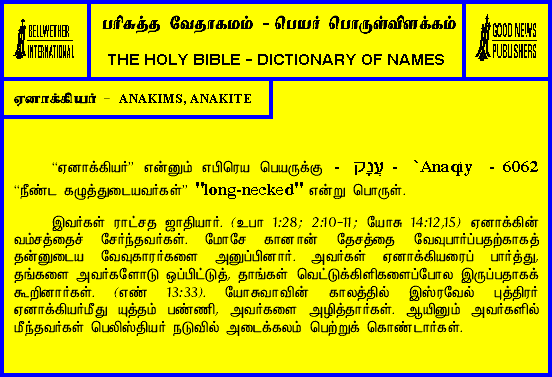 BELLWETHER
INTERNATIONAL
பரிசுத்த வேதாகமம் - பெயர் பொருள்விளக்கம்
THE HOLY BIBLE - DICTIONARY OF NAMES
GOOD NEWS
PUBLISHERS
ஏனாக்கியர் - ANAKIMS, ANAKITE
“ஏனாக்கியர்” என்னும் எபிரெய பெயருக்கு - עֲנָקִ - `Anaqiy - 6062
“நீண்ட கழுத்துடையவர்கள்” "long-necked" என்று பொருள்.
இவர்கள் ராட்சத ஜாதியார். (உபா 1:28; 2:10-11; யோசு 14:12,15) ஏனாக்கின்
வம்சத்தைச் சேர்ந்தவர்கள். மோசே கானான் தேசத்தை வேவுபார்ப்பதற்காகத்
தன்னுடைய வேவுகாரர்களை அனுப்பினார். அவர்கள் ஏனாக்கியரைப் பார்த்து,
தங்களை அவர்களோடு ஒப்பிட்டுத், தாங்கள் வெட்டுக்கிளிகளைப்போல இருப்பதாகக்
கூறினார்கள். (எண் 13:33). யோசுவாவின் காலத்தில் இஸ்ரவேல் புத்திரர்
ஏனாக்கியர்மீது யுத்தம் பண்ணி, அவர்களை அழித்தார்கள். ஆயினும் அவர்களில்
மீந்தவர்கள் பெலிஸ்தியர் நடுவில் அடைக்கலம் பெற்றுக் கொண்டார்கள்.